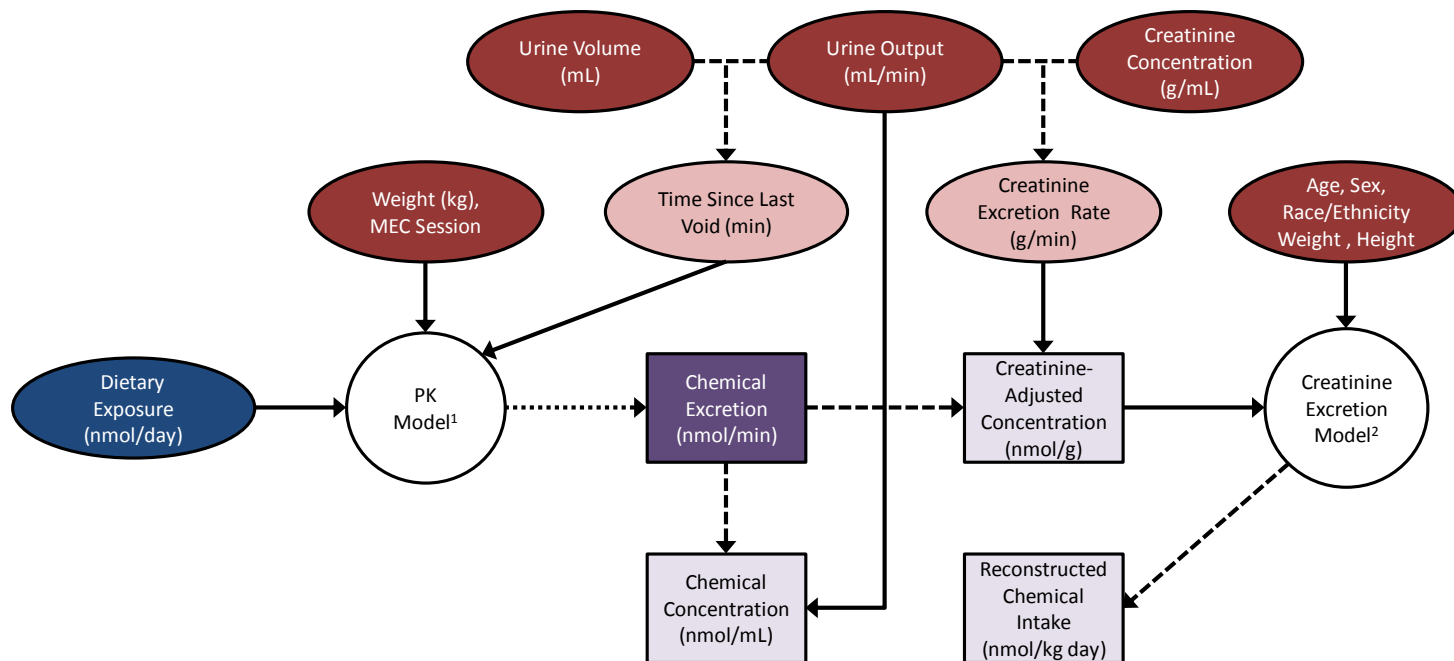 Urine Volume
(mL)
Urine Output
(mL/min)
Creatinine
Concentration
(g/mL)
Weight (kg),
MEC Session
Time Since Last
Void (min)
Creatinine
Excretion Rate
(g/min)
Age, Sex,
Race/Ethnicity
Weight , Height
Dietary
Exposure
(nmol/day)
PK
Model¹
Chemical
Excretion
(nmol/min)
Creatinine-
Adjusted
Concentration
(nmol/g)
Creatinine
Excretion
Model²
Chemical
Concentration
(nmol/mL)
Reconstructed
Chemical
Intake
(nmol/kg day)